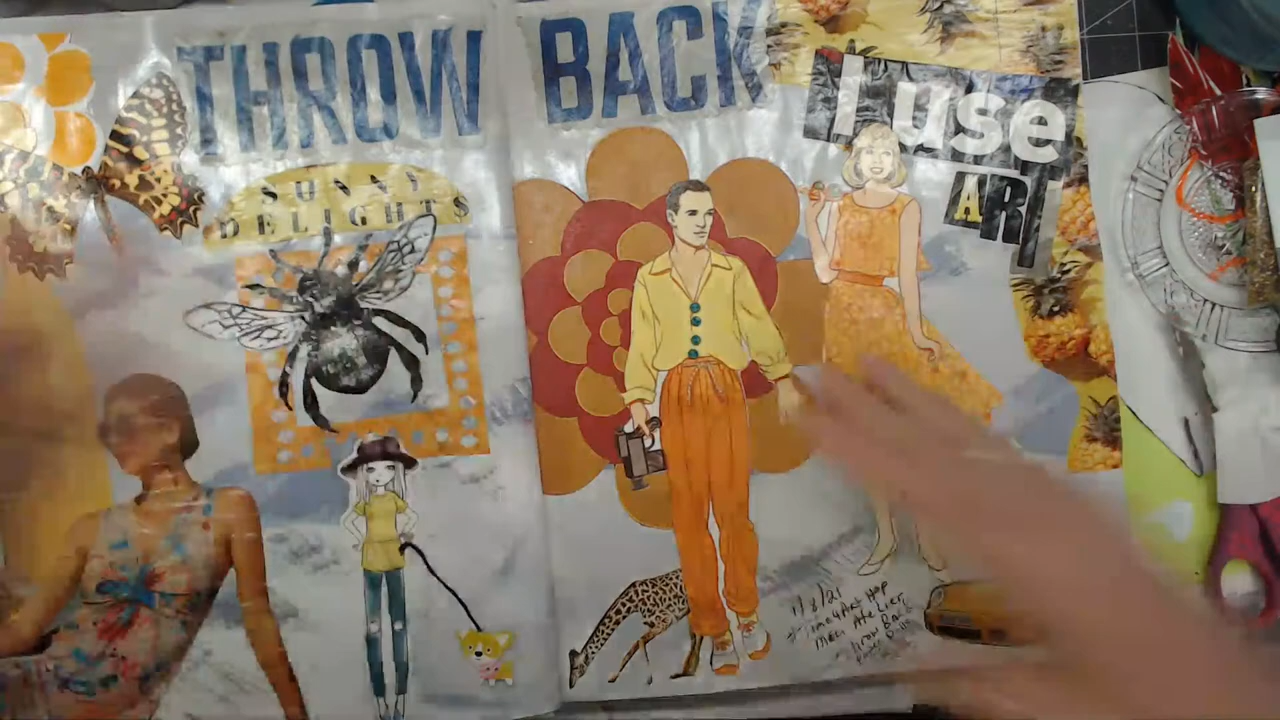 THROW BACK
I use
ART
SUNNY
DELIGHTS
1/8/21
Throw Back